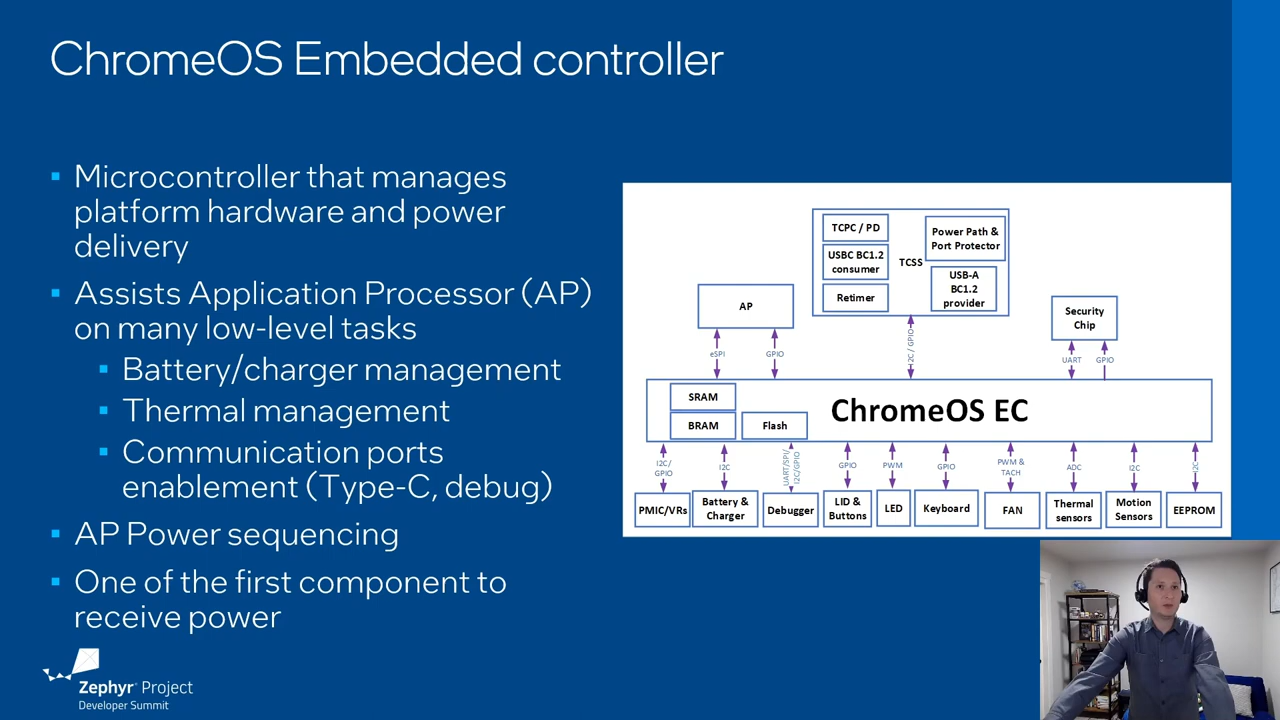 ChromeOS Embedded controller
Microcontroller that manages
platform hardware and power
delivery
Assists Application Processor (AP)
on many low-level tasks
Battery/charger management
Thermal management
Communication ports
enablement (Type-C, debug)
AP Power sequencing
One of the first component to
receive power
TCPC / PD
USBC BC1.2
consumer
Retimer
TCSS
Power Path &
Port Protector
USB-A
BC1.2
provider
AP
Security
Chip
eSPI
GPIO
I2C / GPIO
UART
GPIO
SRAM
BRAM
Flash
ChromeOS EC
I2C/
GPIO
I2C
UART/SPI/
I2C/GPIO
GPIO
PWM
GPIO
PWM &
TACH
ADC
I2C
I2C
PMIC/VRs
Battery &
Charger
Debugger
LID &
Buttons
LED
Keyboard
FAN
Thermal
sensors
Motion
Sensors
EEPROM
Zephyr® Project
Developer Summit